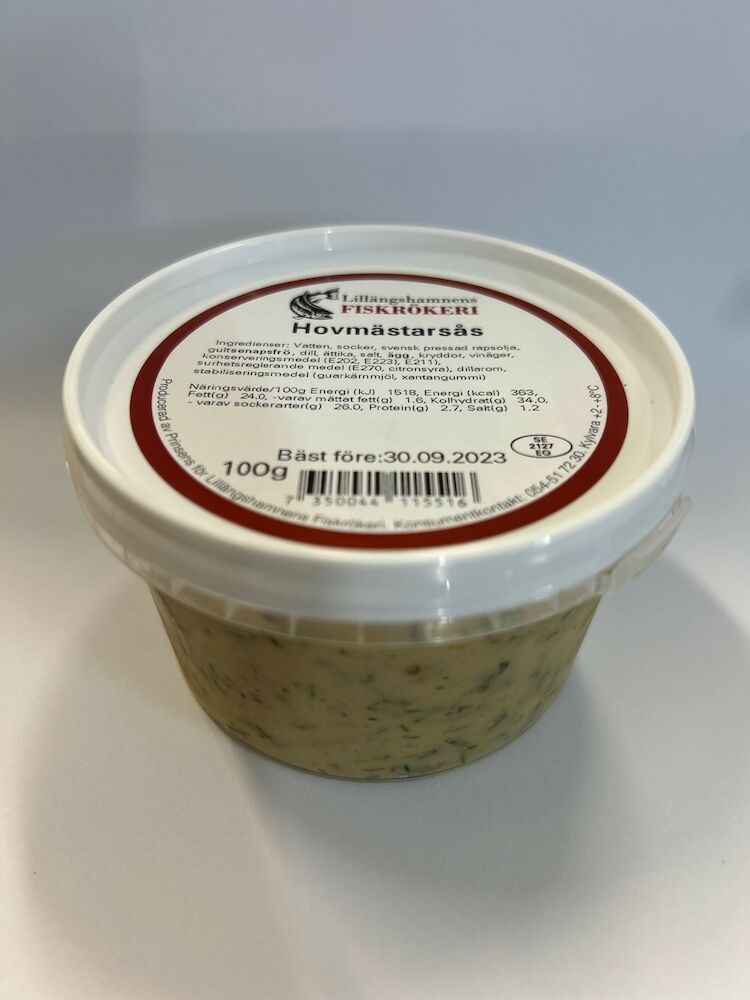 Lillängshamnens
FISKRÖKERI
Hovmästarsås
Ingredienser: Vatten, socker, svensk pressad rapsolja,
gultsenapsfrö, dill, ättika, salt, ägg, kryddor, vinäger,
konserveringsmedel (E202, E223), E211),
surhetsreglerande medel (E270, citronsyra), dillarom,
stabiliseringsmedel (guarkärnmjöl, xantangummi)
Näringsvärde/100g Energi (kJ) 1518, Energi (kcal) 363,
Fett(g) 24.0, -varav mättat fett(g) 1.6, Kolhydrat(g) 34.0,
- varav sockerarter(g) 26.0, Protein(g) 2.7, Salt(g) 1.2
SE
2127
EG
Bäst före:30.09.2023
100g
7 350044 115516
Producerad av Prinsens för Lillängshamnens Fiskrökeri. Konsumentkontakt: 054-51 72 30. Kylvara +2-+8°C